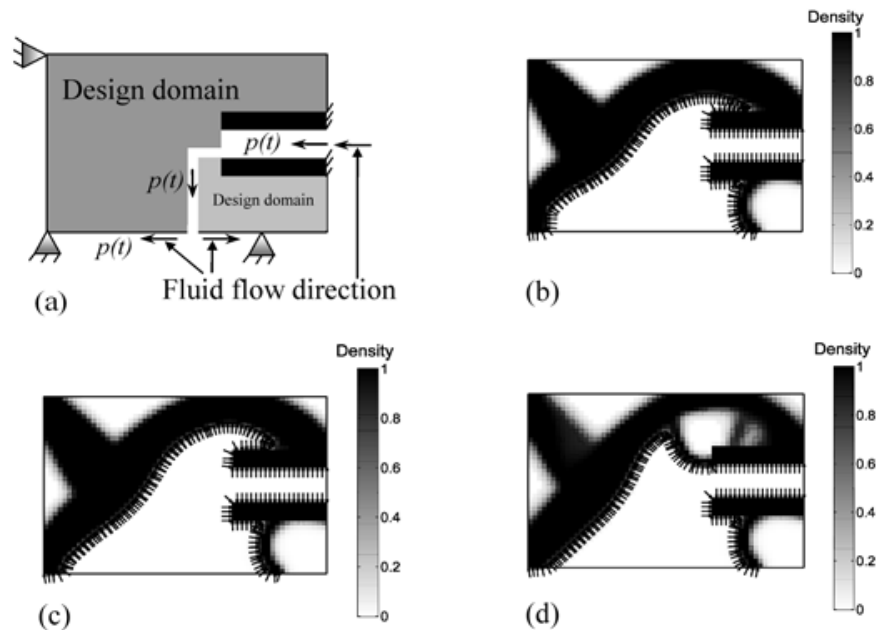 Design domain
p(t)
p(t)
Design domain
p(t)
Fluid flow direction
(a)
Density
1
0.8
0.6
0.4
0.2
0
(b)
Density
1
0.8
0.6
0.4
0.2
0
(c)
Density
1
0.8
0.6
0.4
0.2
0
(d)